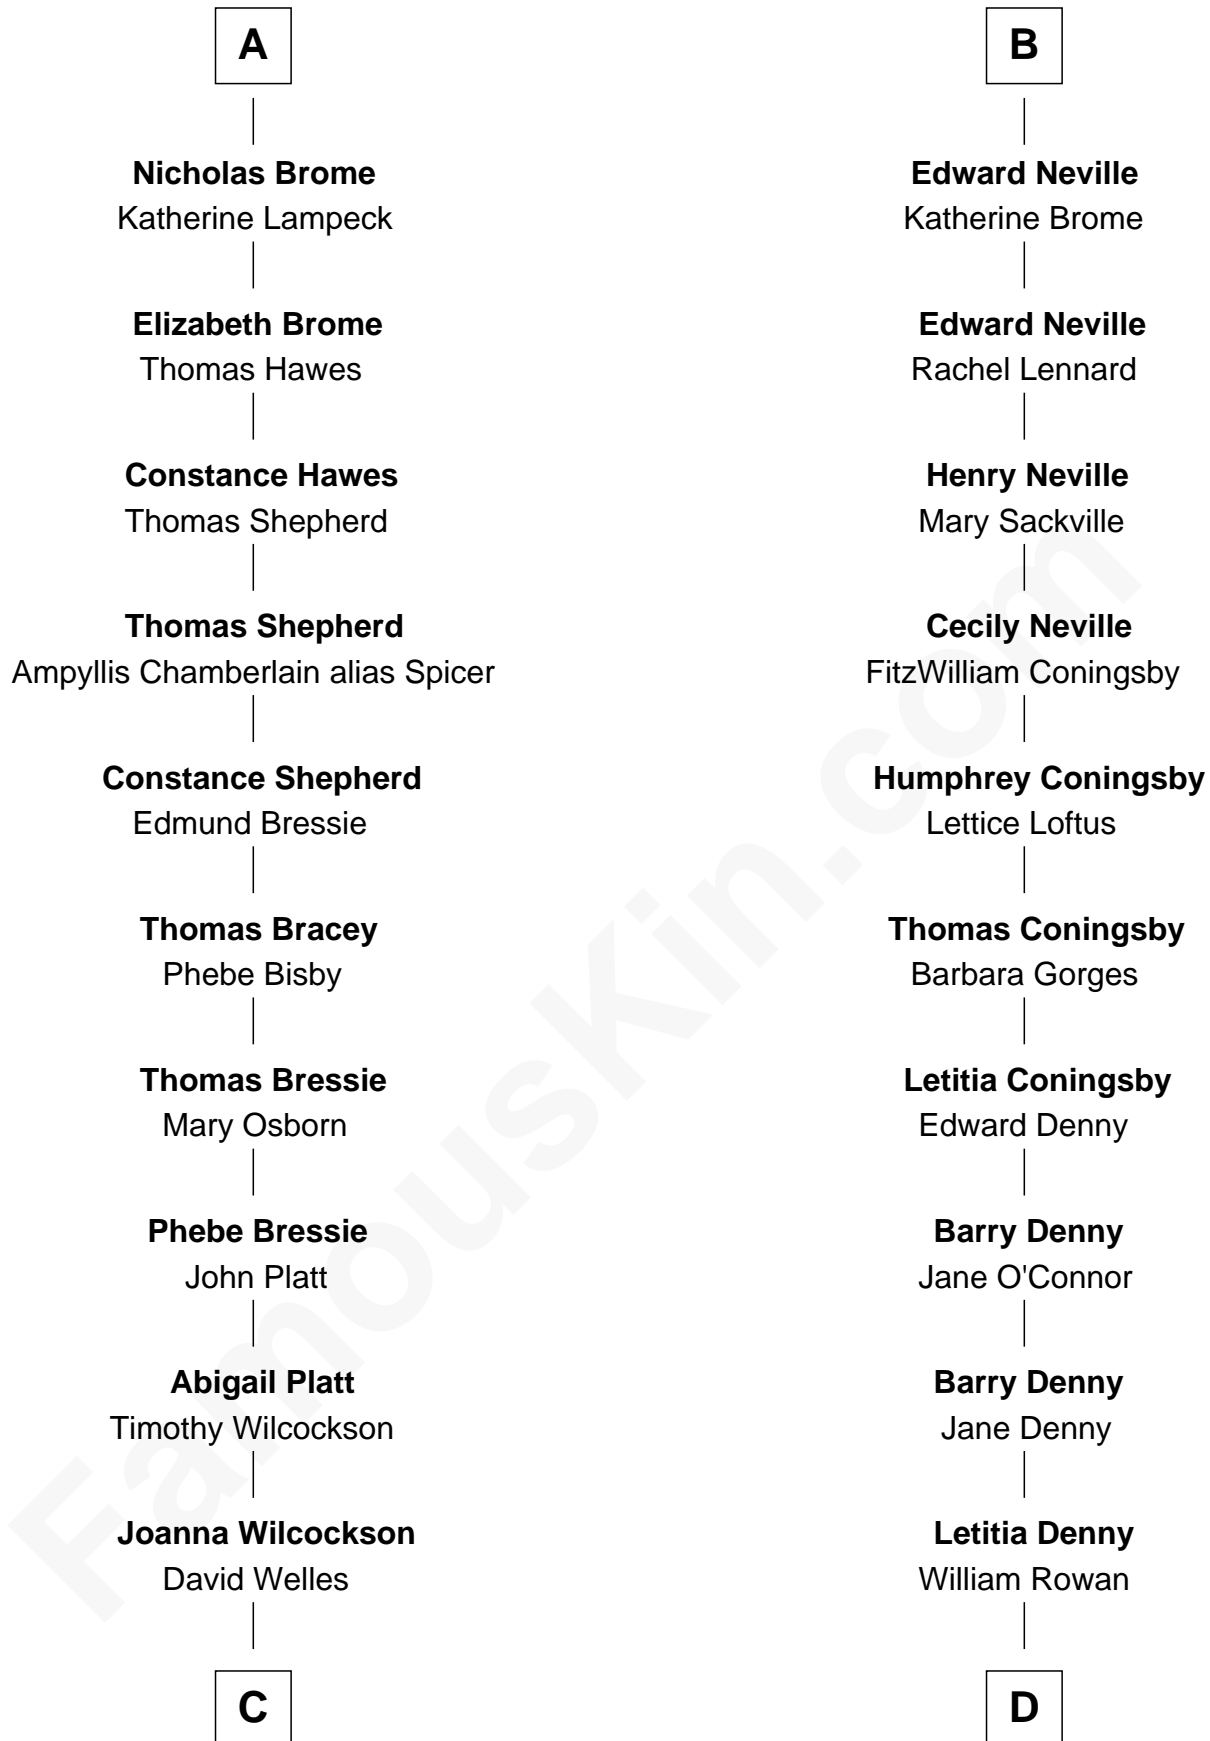 A
Nicholas Brome
Katherine Lampeck
Elizabeth Brome
Thomas Hawes
Constance Hawes
Thomas Shepherd
Thomas Shepherd
Ampyllis Chamberlain alias Spicer
Constance Shepherd
Edmund Bressie
Thomas Bracey
Phebe Bisby
Thomas Bressie
Mary Osborn
Phebe Bressie
John Platt
Abigail Platt
Timothy Wilcockson
Joanna Wilcockson
David Welles
C
B
Edward Neville
Katherine Brome
Edward Neville
Rachel Lennard
Henry Neville
Mary Sackville
Cecily Neville
FitzWilliam Coningsby
Humphrey Coningsby
Lettice Loftus
Thomas Coningsby
Barbara Gorges
Letitia Coningsby
Edward Denny
Barry Denny
Jane O'Connor
Barry Denny
Jane Denny
Letitia Denny
William Rowan
D
FamousKin.com